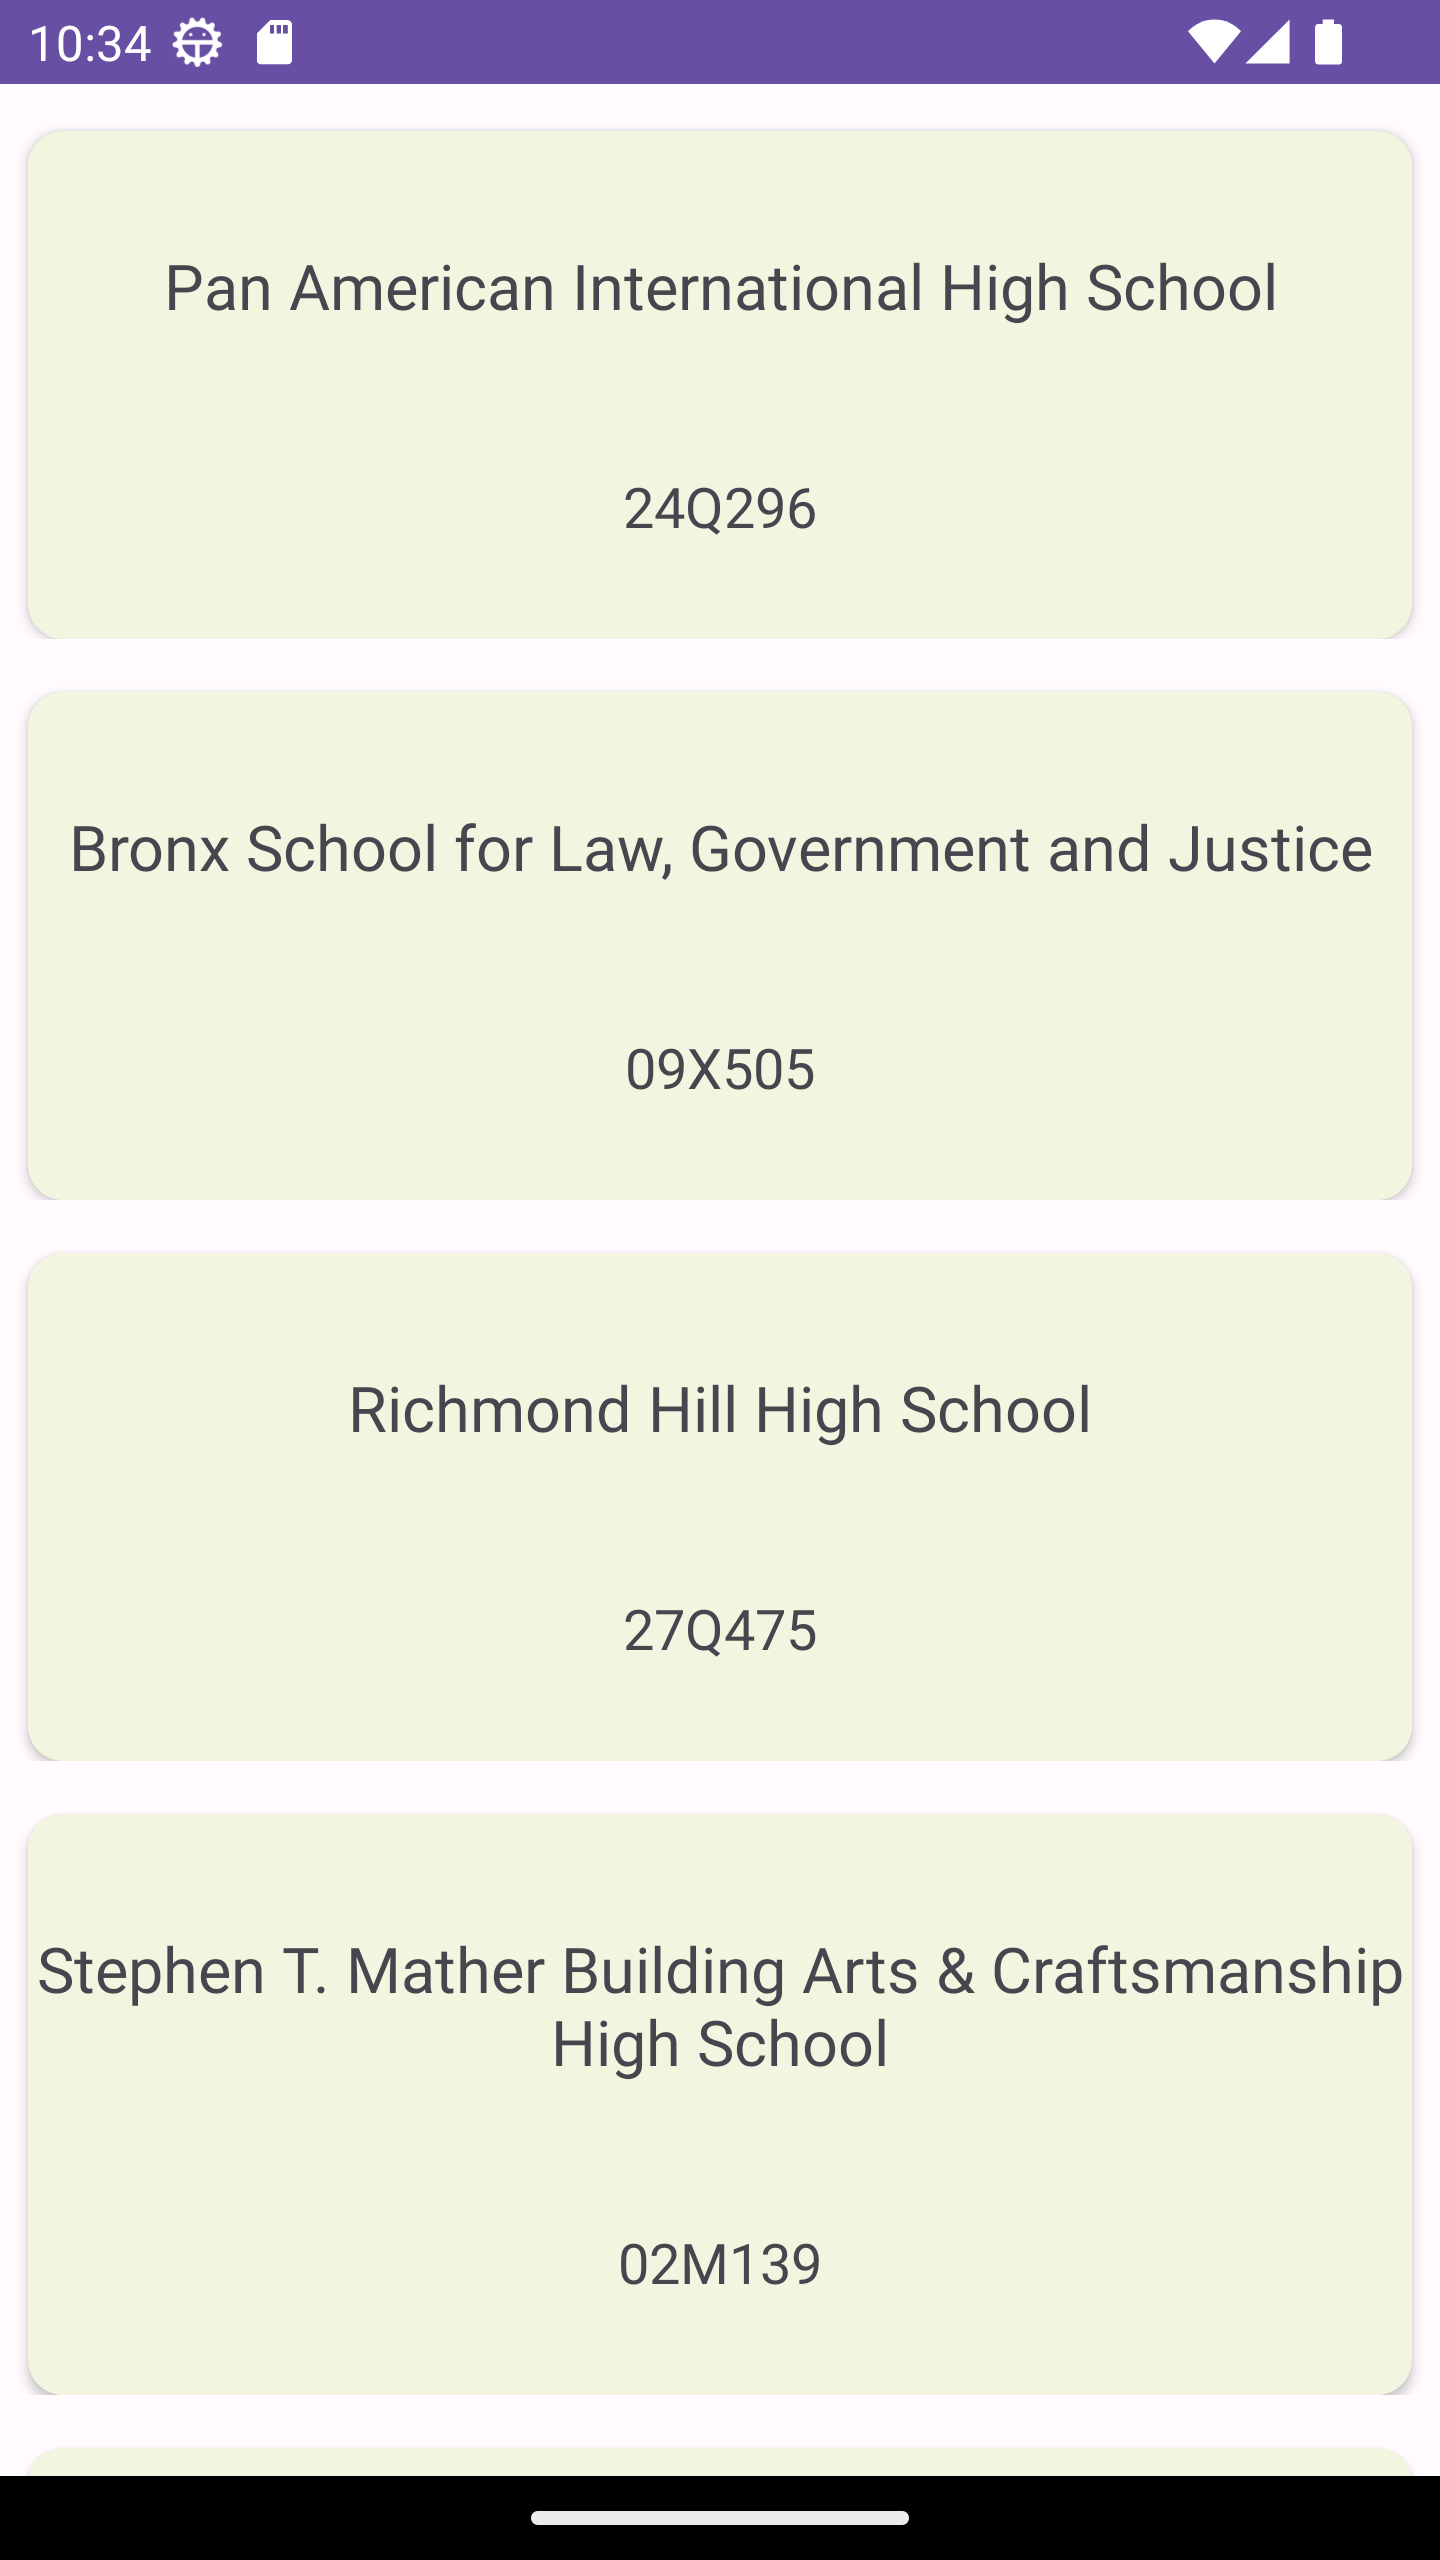 10:34
Pan American International High School
24Q296
Bronx School for Law, Government and Justice
09X505
Richmond Hill High School
27Q475
Stephen T. Mather Building Arts & Craftsmanship
High School
02M139